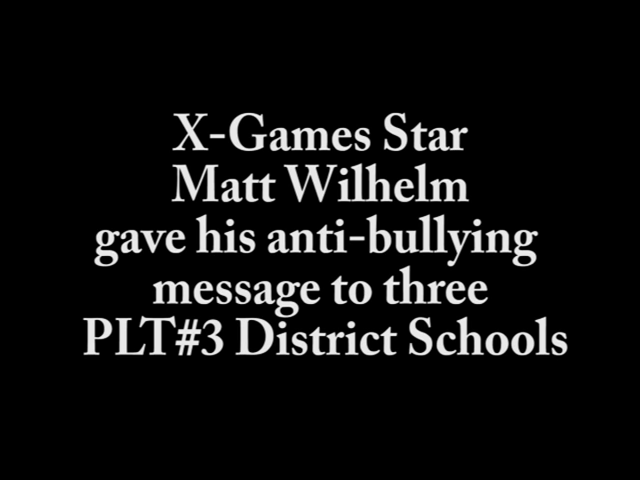 X-Games Star
Matt Wilhelm
gave his anti-bullying
message to three
PLT#3 District Schools